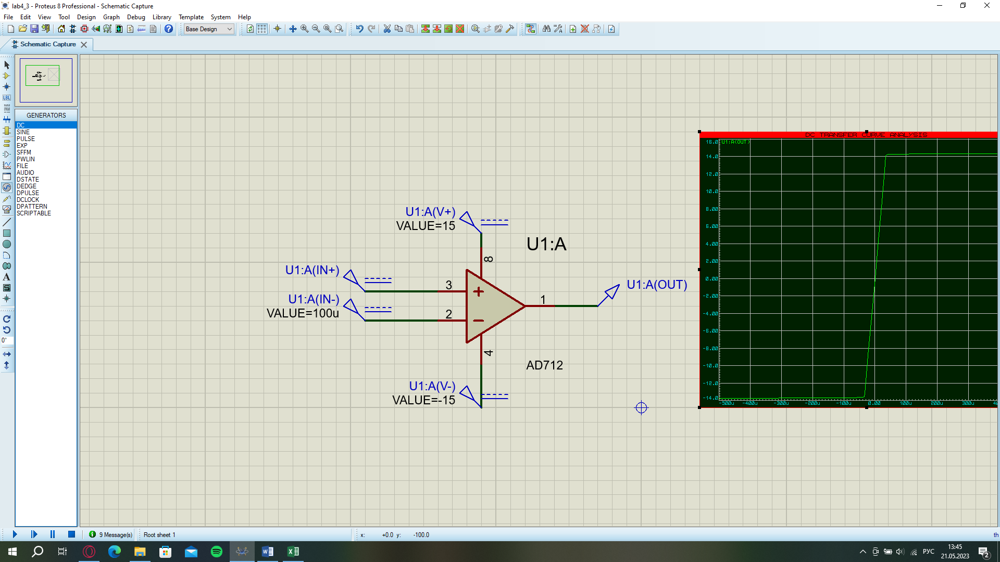 lab4_3 - Proteus 8 Professional - Schematic Capture
File Edit View Tool Design Graph Debug Library Template System Help
Base Design
Schematic Capture
GENERATORS
DC
SINE
PULSE
EXP
SFFM
PWLIN
FILE
AUDIO
DSTATE
DEDGE
DPULSE
DCLOCK
DPATTERN
SCRIPTABLE
LBL
A
S
0°
U1:A(V+)
VALUE=15
U1:A
8
U1:A(IN+)
3
U1:A(IN-)
VALUE=100u
2
1
U1:A(OUT)
4
AD712
U1:A(V-)
VALUE=-15
DC TRANSFER CURVE ANALYSIS
U1:A(OUT)
16.0
14.0
12.0
10.0
8.00
6.00
4.00
2.00
0.00
-2.00
-4.00
-6.00
-8.00
-10.0
-12.0
-14.0
-500u -400u -300u -200u -100u 0.00 100u 200u 300u 40
9 Message(s) Root sheet 1 x: +0.0 y: -100.0 th
РУС
13:45
21.05.2023
2